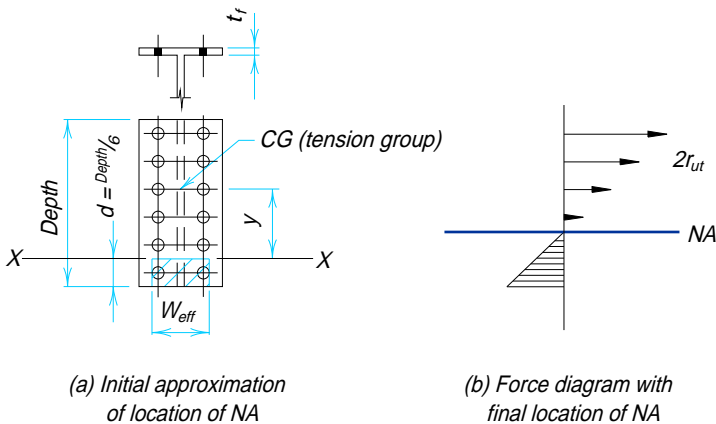 t_f
CG (tension group)
Depth
d = Depth/6
y
X
X
W_eff
2r_ut
NA
(a) Initial approximation
of location of NA
(b) Force diagram with
final location of NA